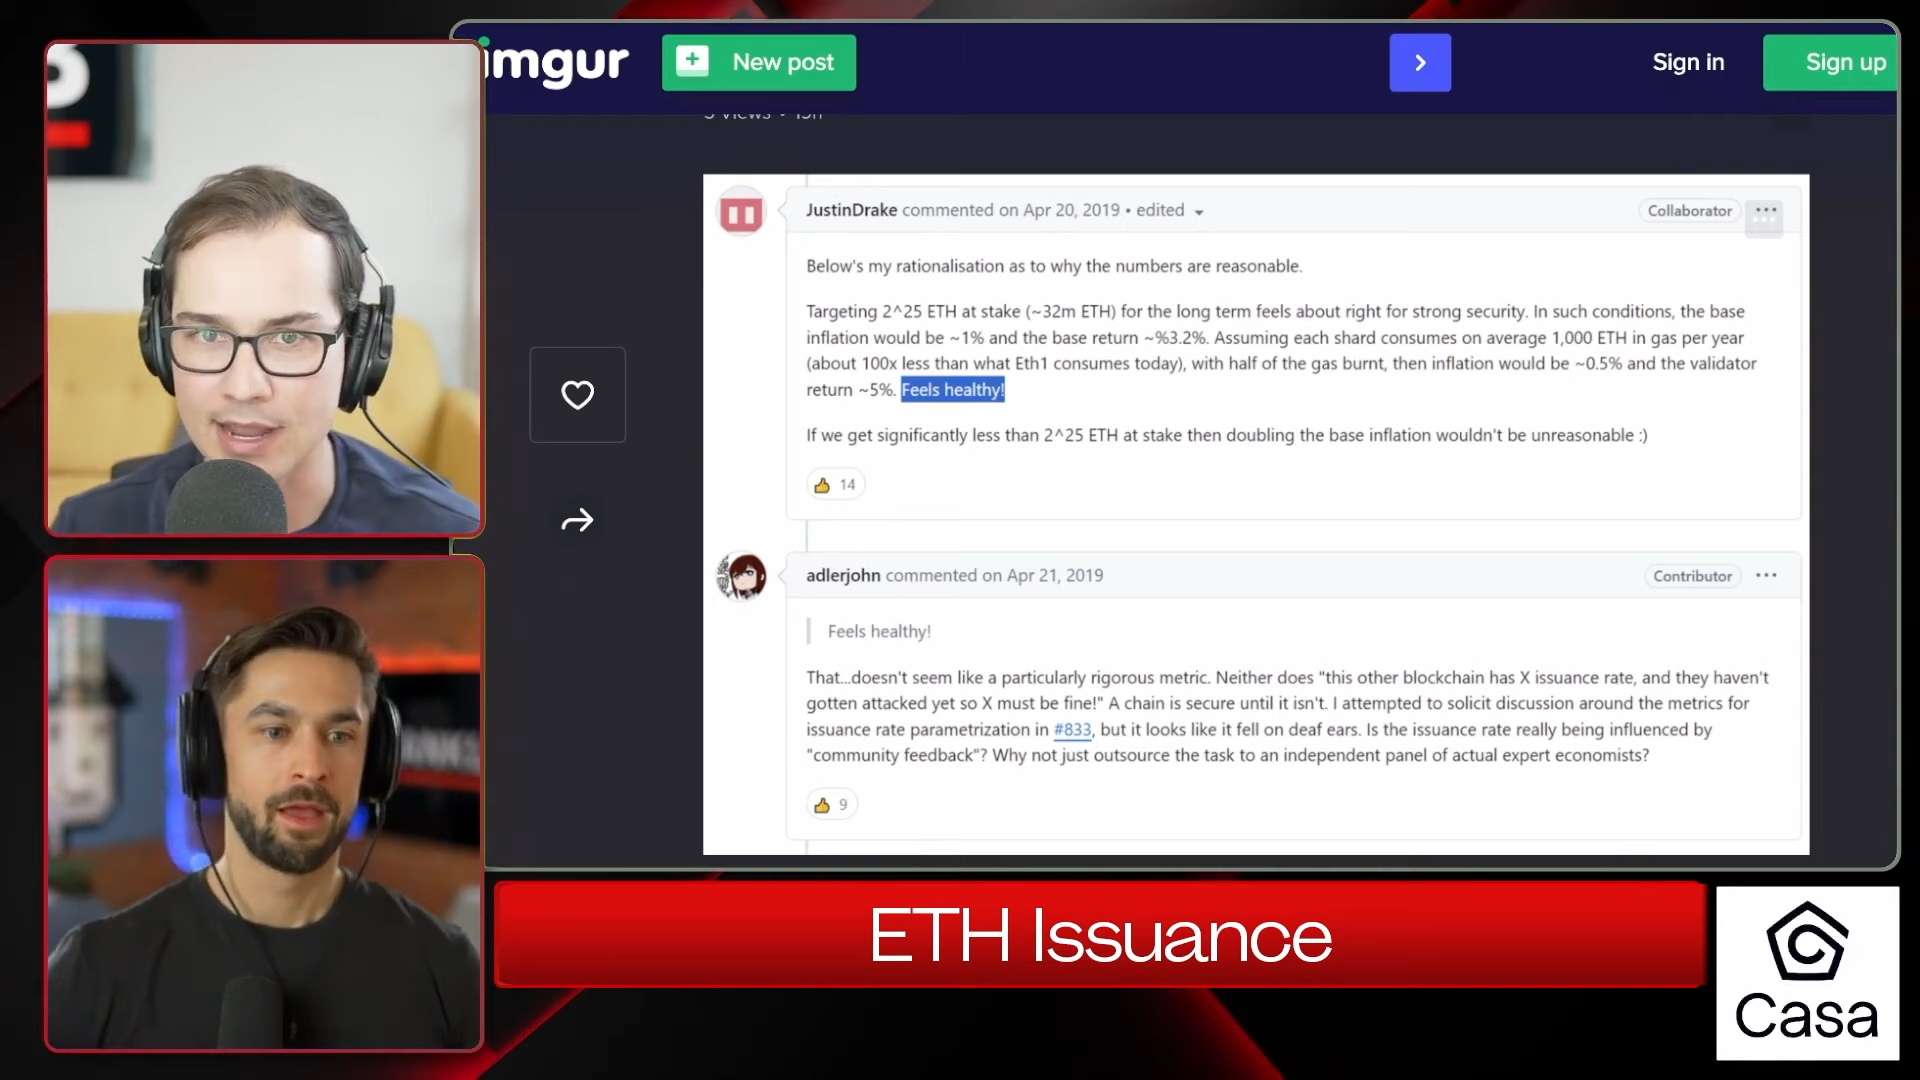 imgur
New post
Sign in
Sign up
JustinDrake commented on Apr 20, 2019 • edited
Collaborator
Below's my rationalisation as to why the numbers are reasonable.
Targeting 2^25 ETH at stake (~32m ETH) for the long term feels about right for strong security. In such conditions, the base
inflation would be ~1% and the base return ~%3.2%. Assuming each shard consumes on average 1,000 ETH in gas per year
(about 100x less than what Eth1 consumes today), with half of the gas burnt, then inflation would be ~0.5% and the validator
return ~5%. Feels healthy!
If we get significantly less than 2^25 ETH at stake then doubling the base inflation wouldn't be unreasonable :)
14
adlerjohn commented on Apr 21, 2019
Contributor
Feels healthy!
That...doesn't seem like a particularly rigorous metric. Neither does "this other blockchain has X issuance rate, and they haven't
gotten attacked yet so X must be fine!" A chain is secure until it isn't. I attempted to solicit discussion around the metrics for
issuance rate parametrization in #833, but it looks like it fell on deaf ears. Is the issuance rate really being influenced by
"community feedback"? Why not just outsource the task to an independent panel of actual expert economists?
9
ETH Issuance
Casa